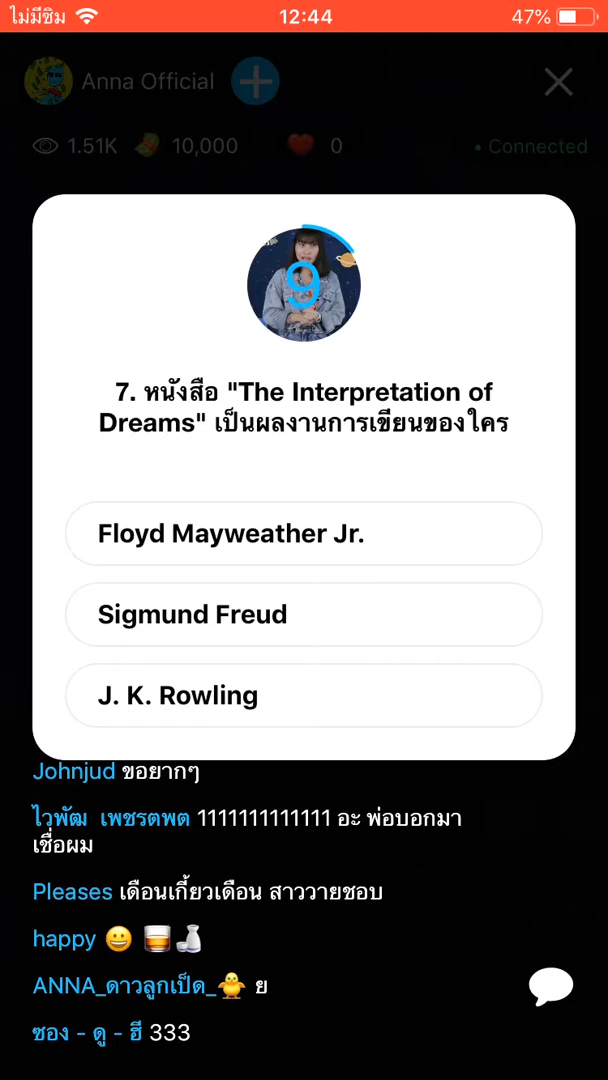 ไม่มีซิม 12:44 47%
Anna Official
1.51K 10,000 0 • Connected
9
7. หนังสือ "The Interpretation of
Dreams" เป็นผลงานการเขียนของใคร
Floyd Mayweather Jr.
Sigmund Freud
J. K. Rowling
Johnjud ขอยากๆ
ไวพัฒ เพชรตพต 1111111111111 อะ พ่อบอกมา
เชื่อผม
Pleases เดือนเกี้ยวเดือน สาววายชอบ
happy 😀 🥃🍶
ANNA_ดาวลูกเป็ด_🐥 ย
ซอง - ดู - ฮี 333